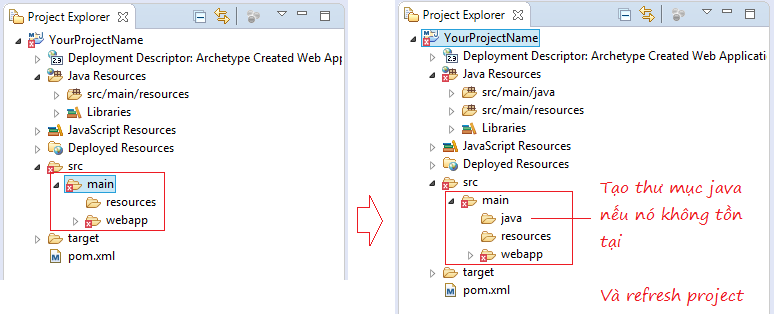 Project Explorer
YourProjectName
Deployment Descriptor: Archetype Created Web App
Java Resources
src/main/resources
Libraries
JavaScript Resources
Deployed Resources
src
main
resources
webapp
target
pom.xml
Project Explorer
YourProjectName
Deployment Descriptor: Archetype Created Web Applicatio
Java Resources
src/main/java
src/main/resources
Libraries
JavaScript Resources
Deployed Resources
src
main
java
resources
webapp
target
pom.xml
Tạo thư mục java
nếu nó không tồn
tại
Và refresh project